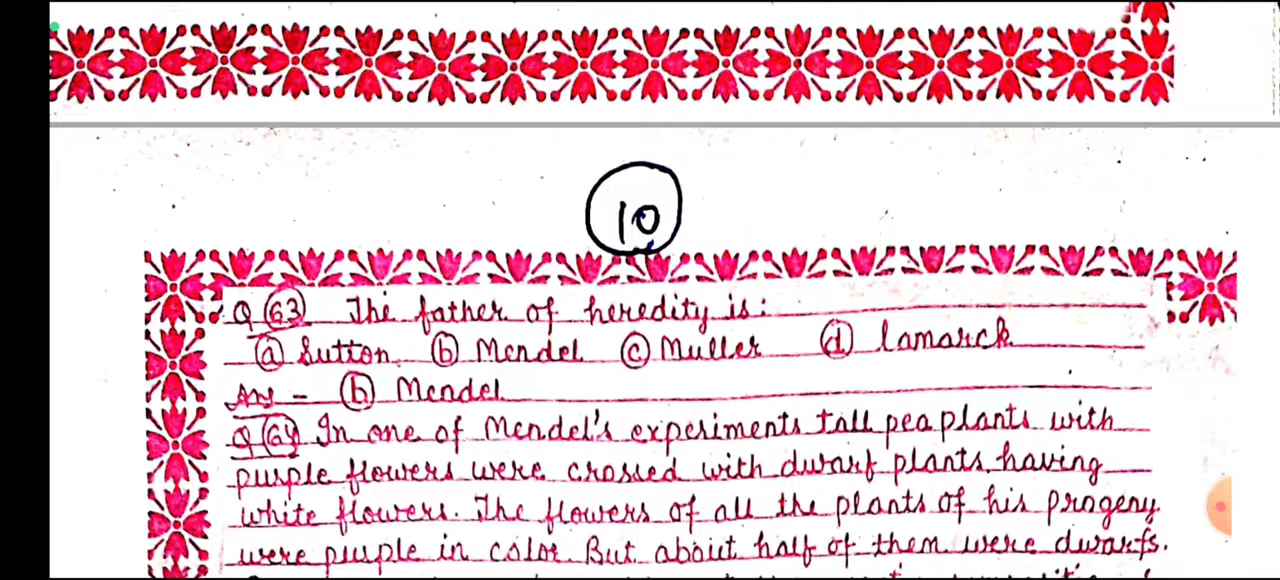 10
Q 63 The father of heredity is:
(a) Sutton (b) Mendel (c) Muller (d) Lamarck
Ans - (b) Mendel
Q 64 In one of Mendel's experiments tall pea plants with
purple flowers were crossed with dwarf plants having
white flowers. The flowers of all the plants of his progeny
were purple in color. But about half of them were dwarfs.